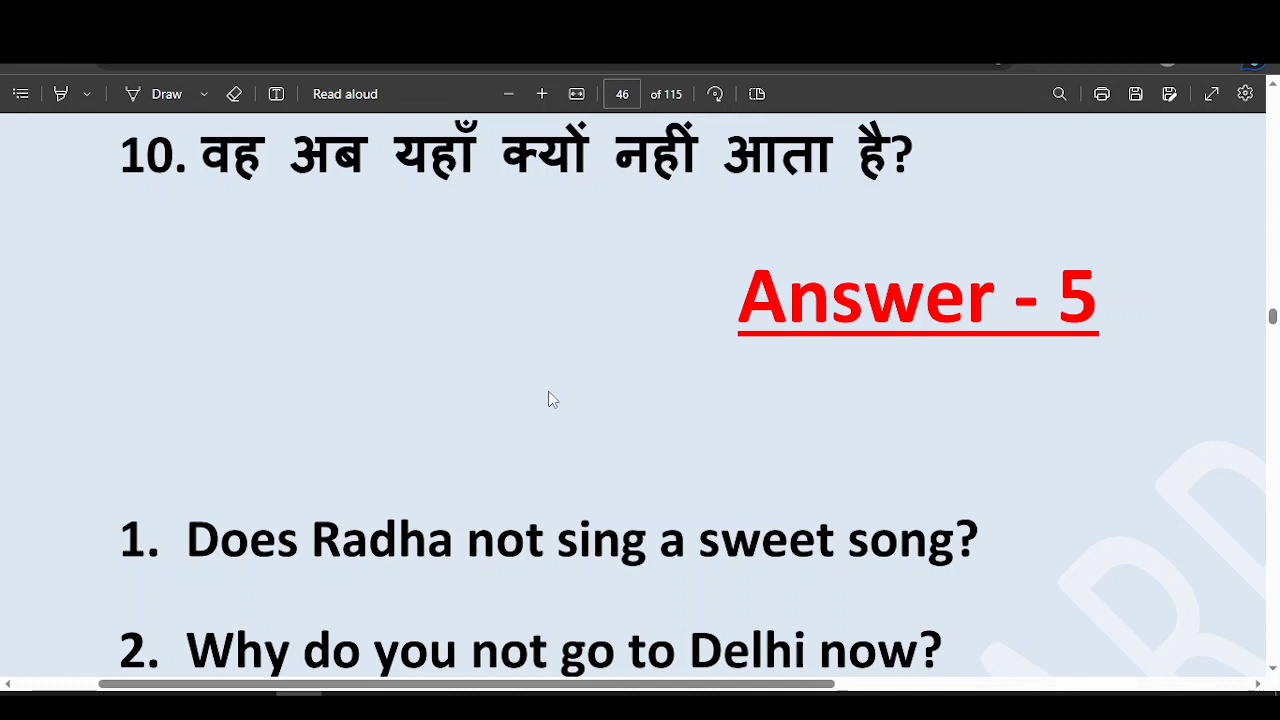 Draw
Read aloud
46 of 115
10. वह अब यहाँ क्यों नहीं आता है?
Answer - 5
1. Does Radha not sing a sweet song?
2. Why do you not go to Delhi now?